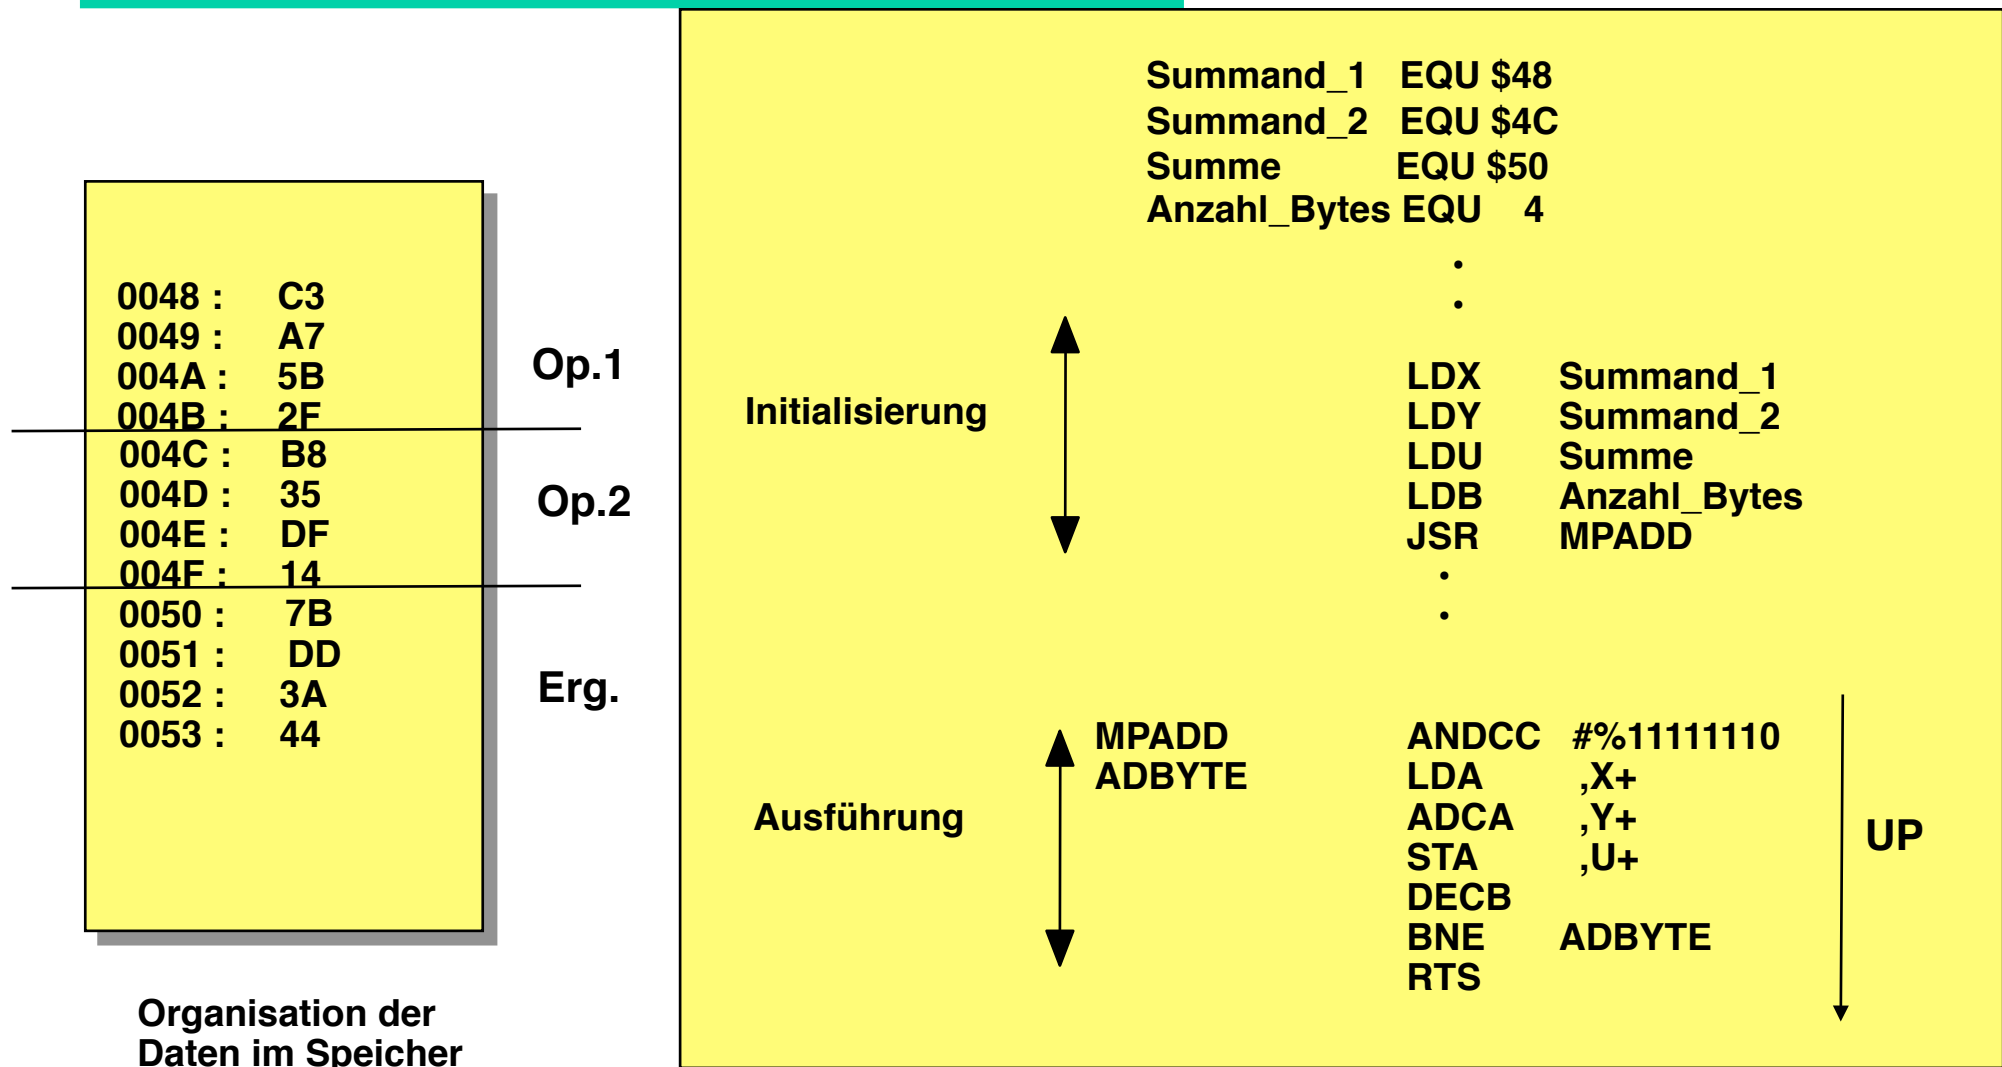 0048 : C3
0049 : A7
004A : 5B
004B : 2F
Op.1
004C : B8
004D : 35
004E : DF
004F : 14
Op.2
0050 : 7B
0051 : DD
0052 : 3A
0053 : 44
Erg.
Organisation der
Daten im Speicher
Summand_1 EQU $48
Summand_2 EQU $4C
Summe EQU $50
Anzahl_Bytes EQU 4
.
.
Initialisierung
LDX Summand_1
LDY Summand_2
LDU Summe
LDB Anzahl_Bytes
JSR MPADD
.
.
Ausführung
MPADD ANDCC #%11111110
ADBYTE LDA ,X+
ADCA ,Y+
STA ,U+
DECB
BNE ADBYTE
RTS
UP